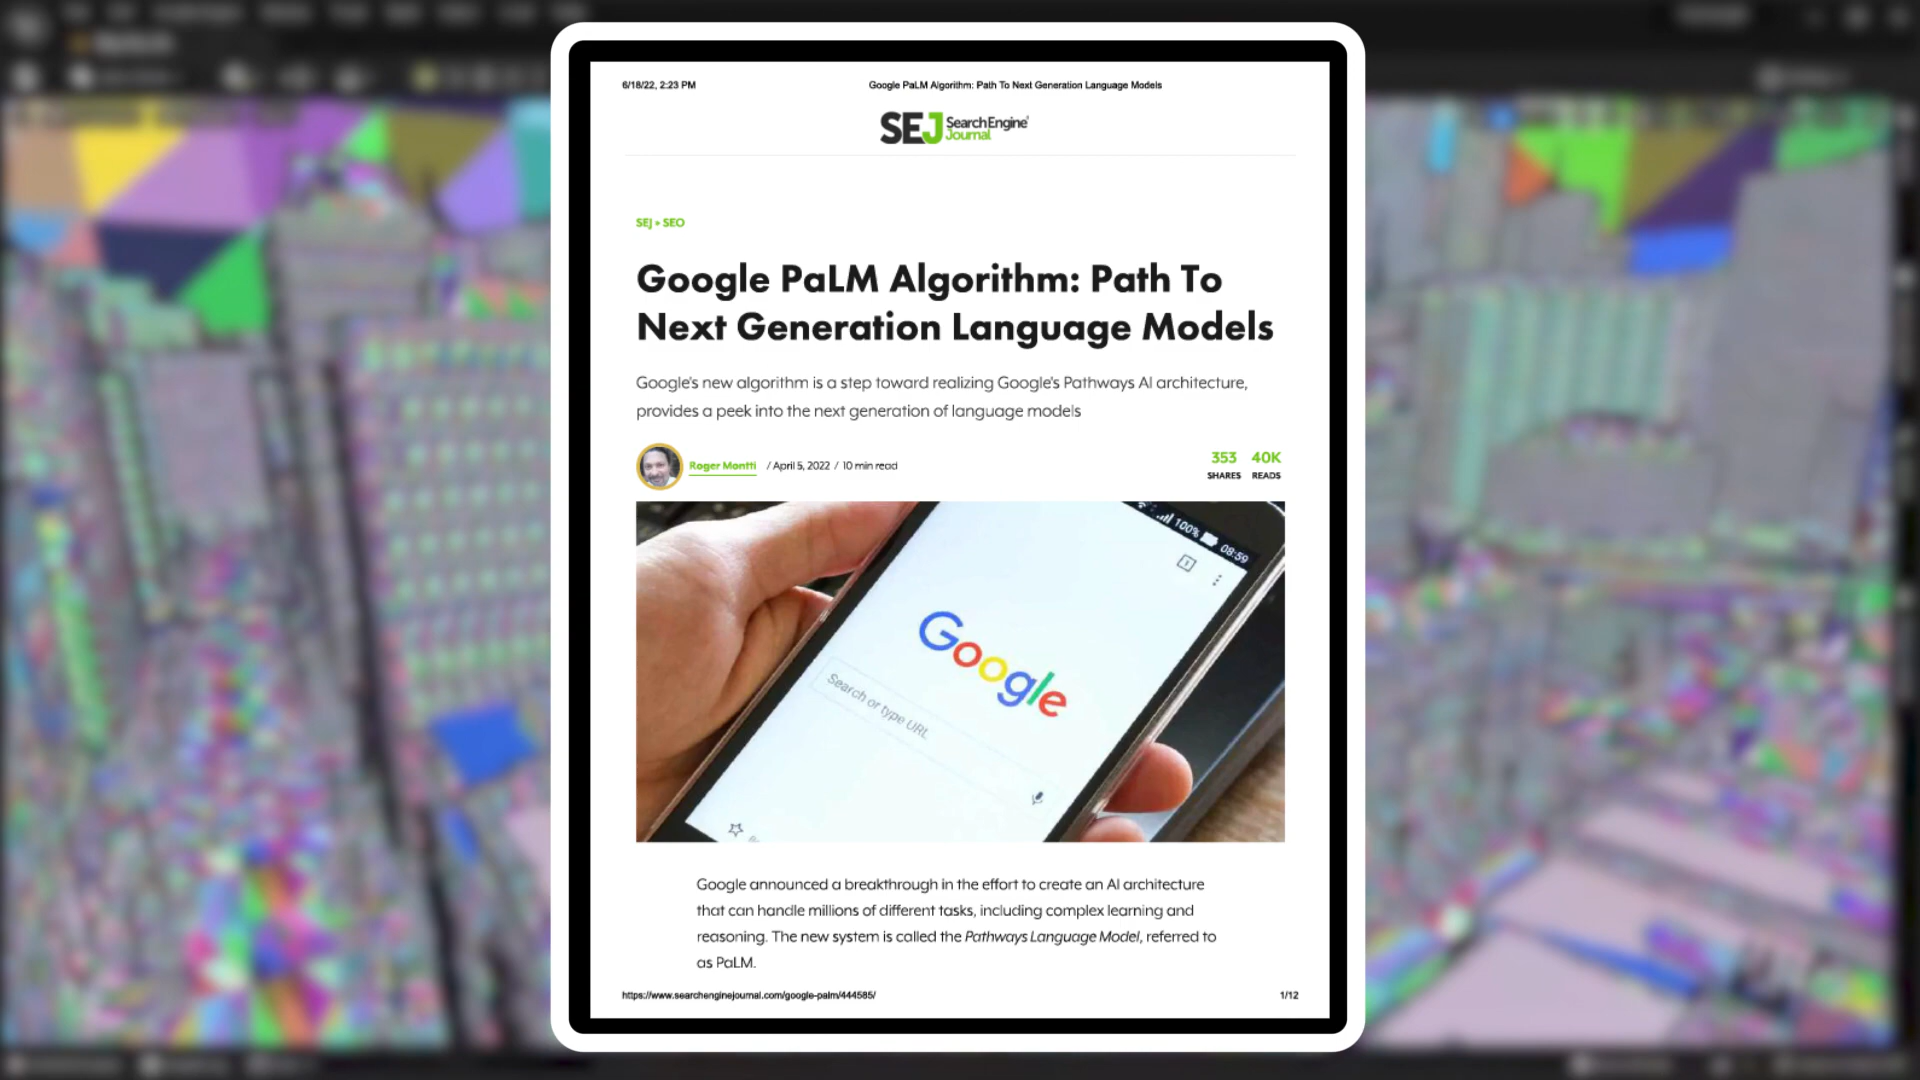 6/18/22, 2:23 PM
Google PaLM Algorithm: Path To Next Generation Language Models
SEJ Search Engine
Journal
SEJ » SEO
Google PaLM Algorithm: Path To
Next Generation Language Models
Google's new algorithm is a step toward realizing Google's Pathways AI architecture,
provides a peek into the next generation of language models
Roger Montti / April 5, 2022 / 10 min read
353 40K
SHARES READS
100% 08:59
Google
Search or type URL
Google announced a breakthrough in the effort to create an AI architecture
that can handle millions of different tasks, including complex learning and
reasoning. The new system is called the Pathways Language Model, referred to
as PaLM.
https://www.searchenginejournal.com/google-palm/444585/
1/12